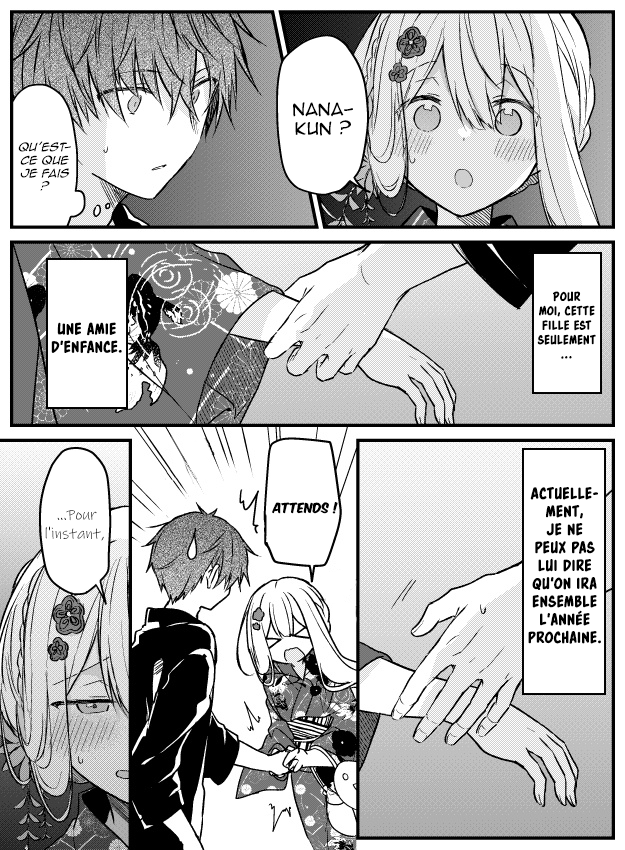 NANA-
KUN ?
QU'EST-
CE QUE
JE FAIS
?
POUR
MOI, CETTE
FILLE EST
SEULEMENT
...
UNE AMIE
D'ENFANCE.
ACTUELLE-
MENT,
JE NE
PEUX PAS
LUI DIRE
QU'ON IRA
ENSEMBLE
L'ANNÉE
PROCHAINE.
ATTENDS !
...Pour
l'instant,